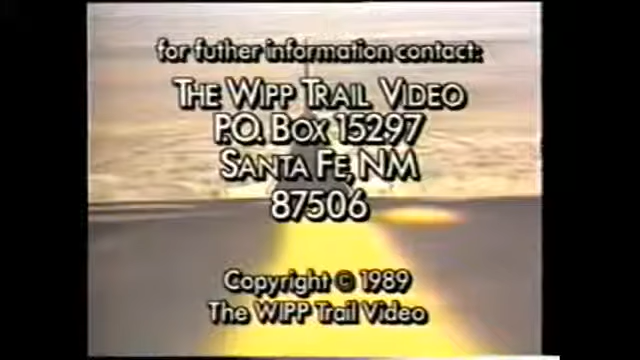 for futher information contact:
THE WIPP TRAIL VIDEO
P.O. BOX 15297
SANTA FE, NM
87506
Copyright © 1989
The WIPP Trail Video